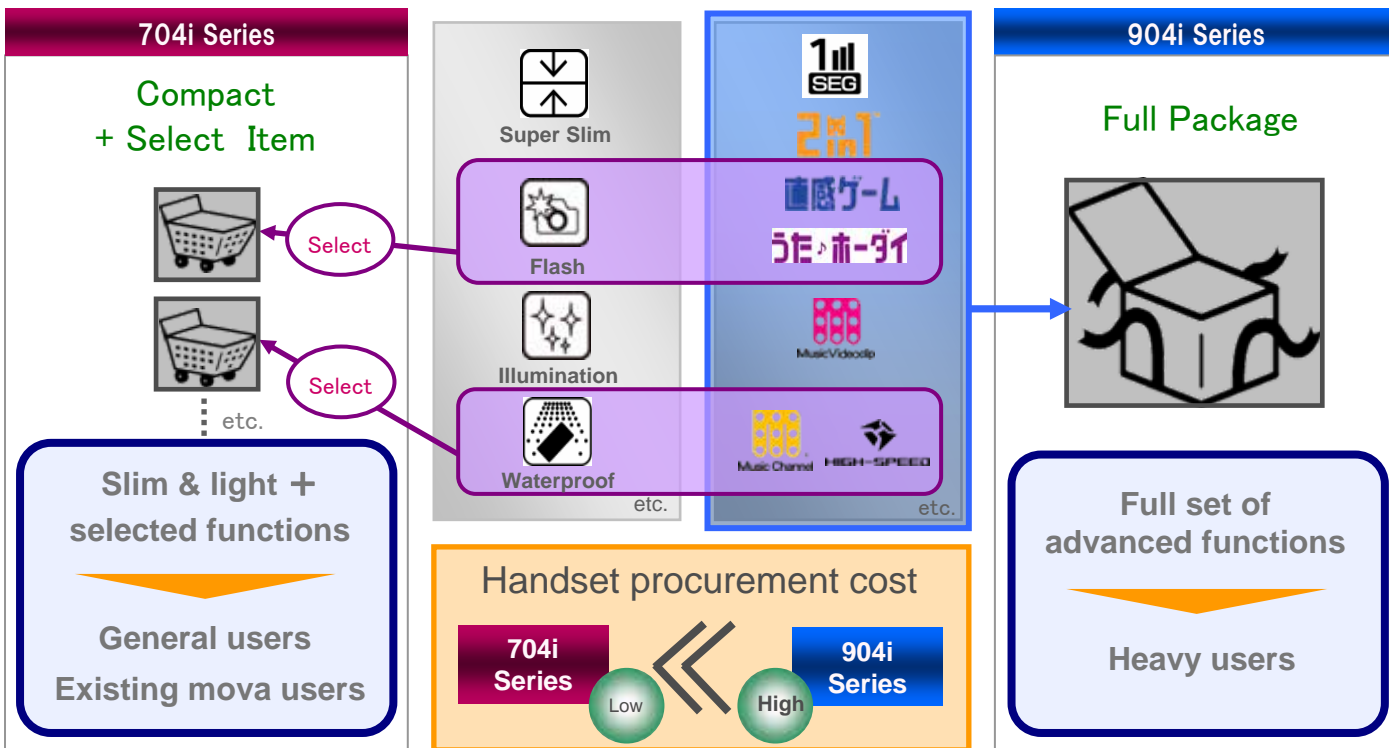 704i Series
Compact
+ Select Item
Select
Select
etc.
Slim & light +
selected functions
General users
Existing mova users
Super Slim
Flash
Illumination
Waterproof
etc.
1
SEG
2in1
直感ゲーム
うた♪ホーダイ
MusicVideoclip
Music Channel
HIGH-SPEED
etc.
Handset procurement cost
704i
Series
Low
High
904i
Series
904i Series
Full Package
Full set of
advanced functions
Heavy users